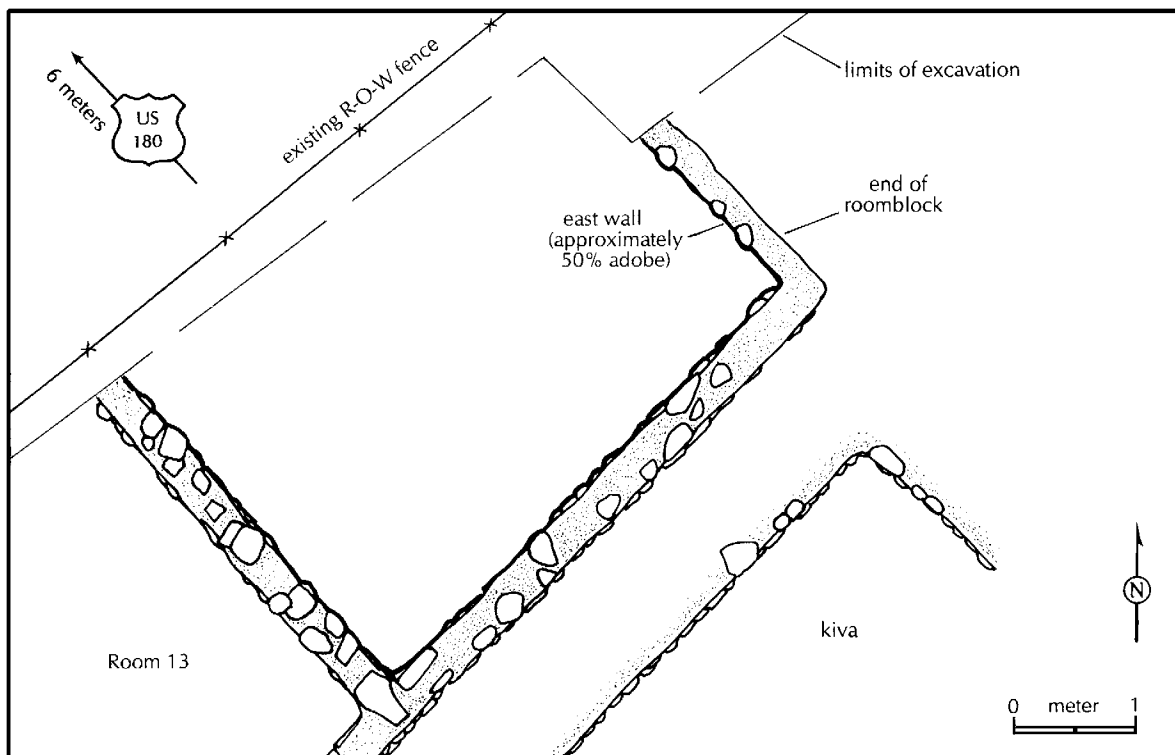 6 meters
US
180
existing R-O-W fence
limits of excavation
end of
roomblock
east wall
(approximately
50% adobe)
Room 13
kiva
N
0 meter 1